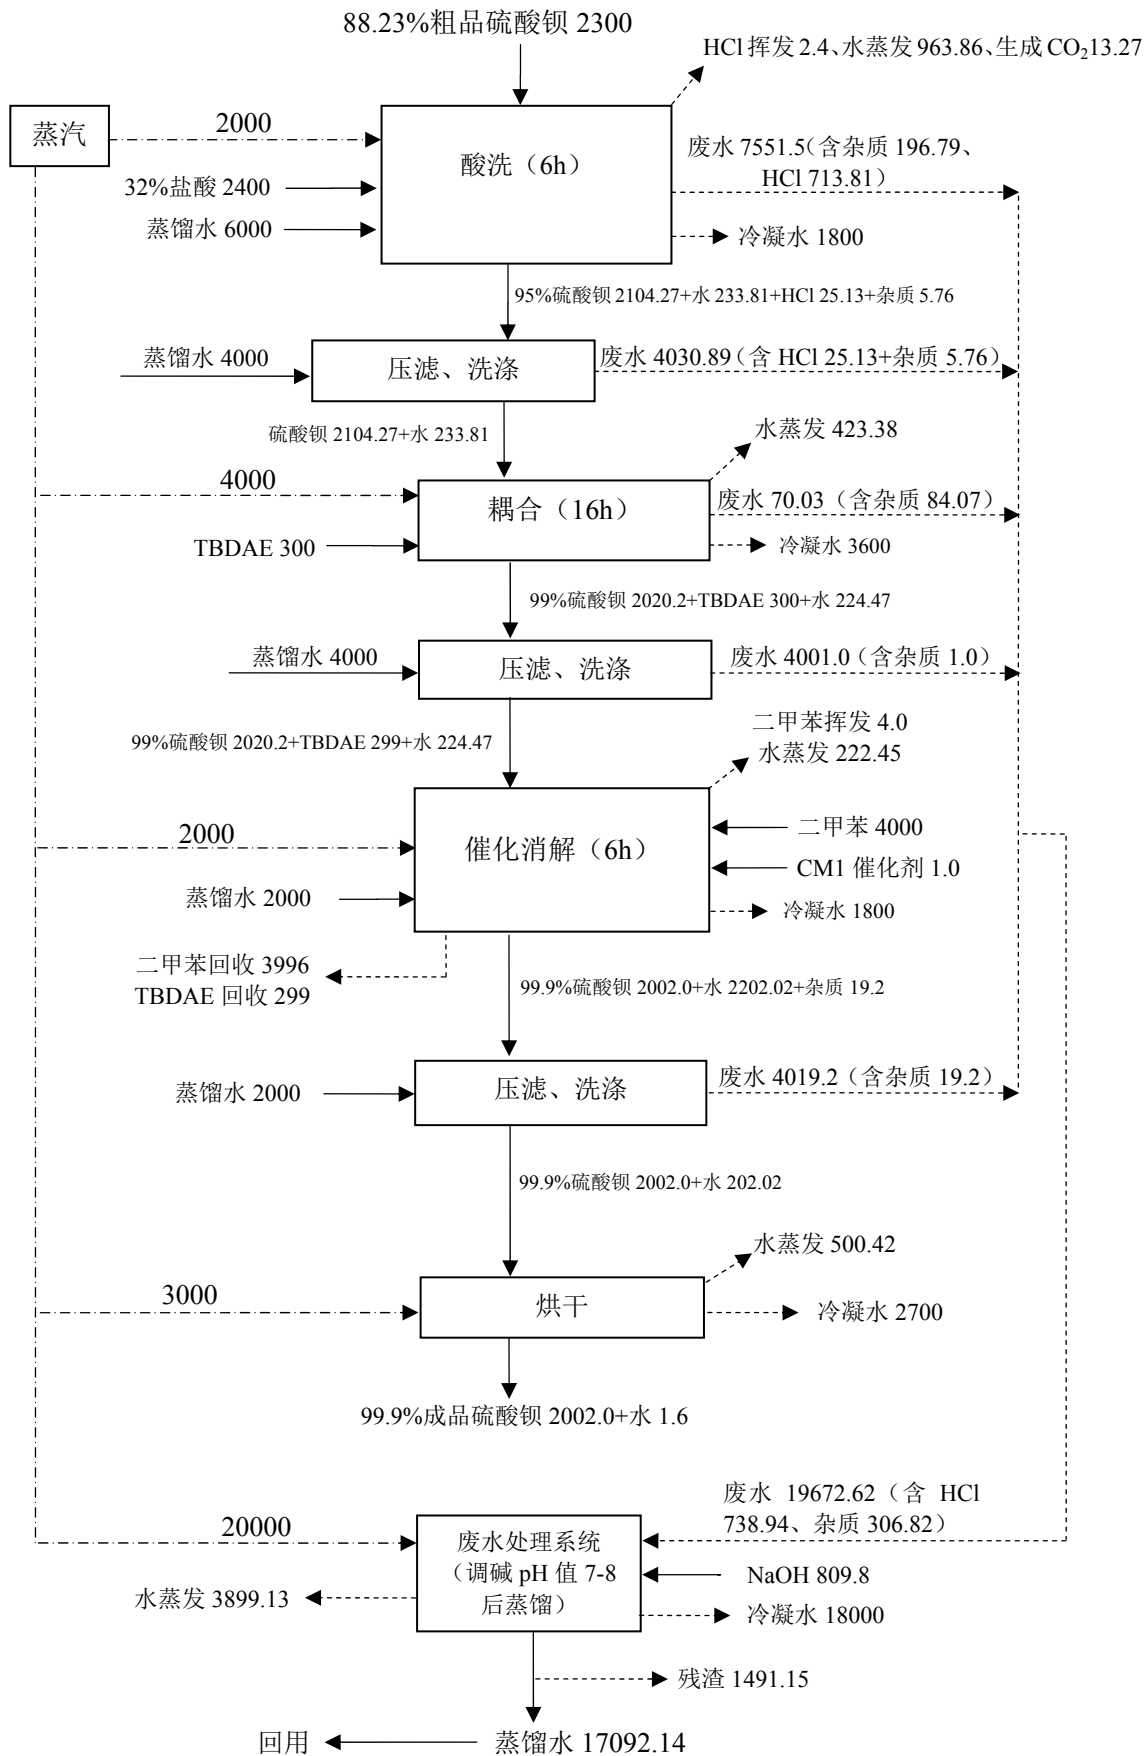 88.23%粗品硫酸钡 2300
HCl 挥发 2.4、水蒸发 963.86、生成 CO₂13.27
蒸汽
2000
酸洗（6h）
废水 7551.5（含杂质 196.79、
HCl 713.81）
32%盐酸 2400
蒸馏水 6000
冷凝水 1800
95%硫酸钡 2104.27+水 233.81+HCl 25.13+杂质 5.76
蒸馏水 4000
压滤、洗涤
废水 4030.89（含 HCl 25.13+杂质 5.76）
硫酸钡 2104.27+水 233.81
水蒸发 423.38
4000
耦合（16h）
废水 70.03（含杂质 84.07）
TBDAE 300
冷凝水 3600
99%硫酸钡 2020.2+TBDAE 300+水 224.47
蒸馏水 4000
压滤、洗涤
废水 4001.0（含杂质 1.0）
99%硫酸钡 2020.2+TBDAE 299+水 224.47
二甲苯挥发 4.0
水蒸发 222.45
2000
催化消解（6h）
二甲苯 4000
CM1 催化剂 1.0
蒸馏水 2000
冷凝水 1800
二甲苯回收 3996
TBDAE 回收 299
99.9%硫酸钡 2002.0+水 2202.02+杂质 19.2
蒸馏水 2000
压滤、洗涤
废水 4019.2（含杂质 19.2）
99.9%硫酸钡 2002.0+水 202.02
水蒸发 500.42
3000
烘干
冷凝水 2700
99.9%成品硫酸钡 2002.0+水 1.6
废水 19672.62（含 HCl
738.94、杂质 306.82）
20000
废水处理系统
（调碱 pH 值 7-8
后蒸馏）
NaOH 809.8
水蒸发 3899.13
冷凝水 18000
残渣 1491.15
回用
蒸馏水 17092.14